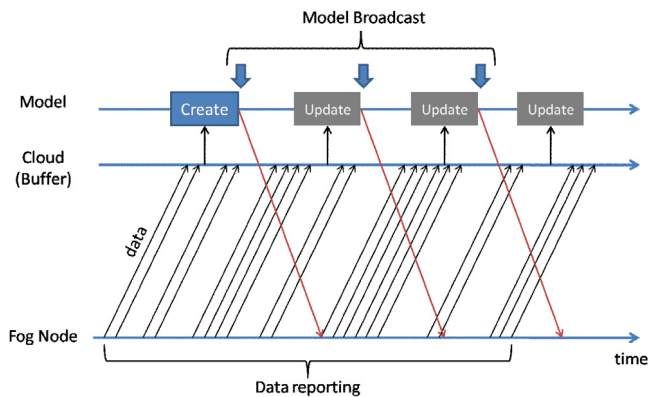 Model Broadcast
Model
Create
Update
Update
Update
Cloud
(Buffer)
data
Fog Node
time
Data reporting